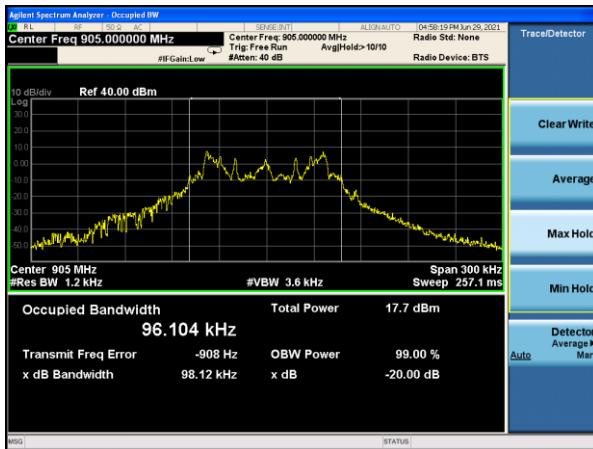 Agilent Spectrum Analyzer - Occupied BW
RL RF 50 Ω AC SENSE:INT ALIGN AUTO 04:58:19 PM Jun 29, 2021
Center Freq 905.000000 MHz
Center Freq: 905.000000 MHz
Radio Std: None
Trig: Free Run Avg|Hold:> 10/10
#IFGain:Low #Atten: 40 dB Radio Device: BTS
10 dB/div Ref 40.00 dBm
Log
30.0
20.0
10.0
0.00
-10.0
-20.0
-30.0
-40.0
-50.0
Center 905 MHz Span 300 kHz
#Res BW 1.2 kHz #VBW 3.6 kHz Sweep 257.1 ms
Occupied Bandwidth Total Power 17.7 dBm
96.104 kHz
Transmit Freq Error -908 Hz OBW Power 99.00 %
x dB Bandwidth 98.12 kHz x dB -20.00 dB
MSG STATUS
Trace/Detector
Clear Write
Average
Max Hold
Min Hold
Detector
Average
Auto Man